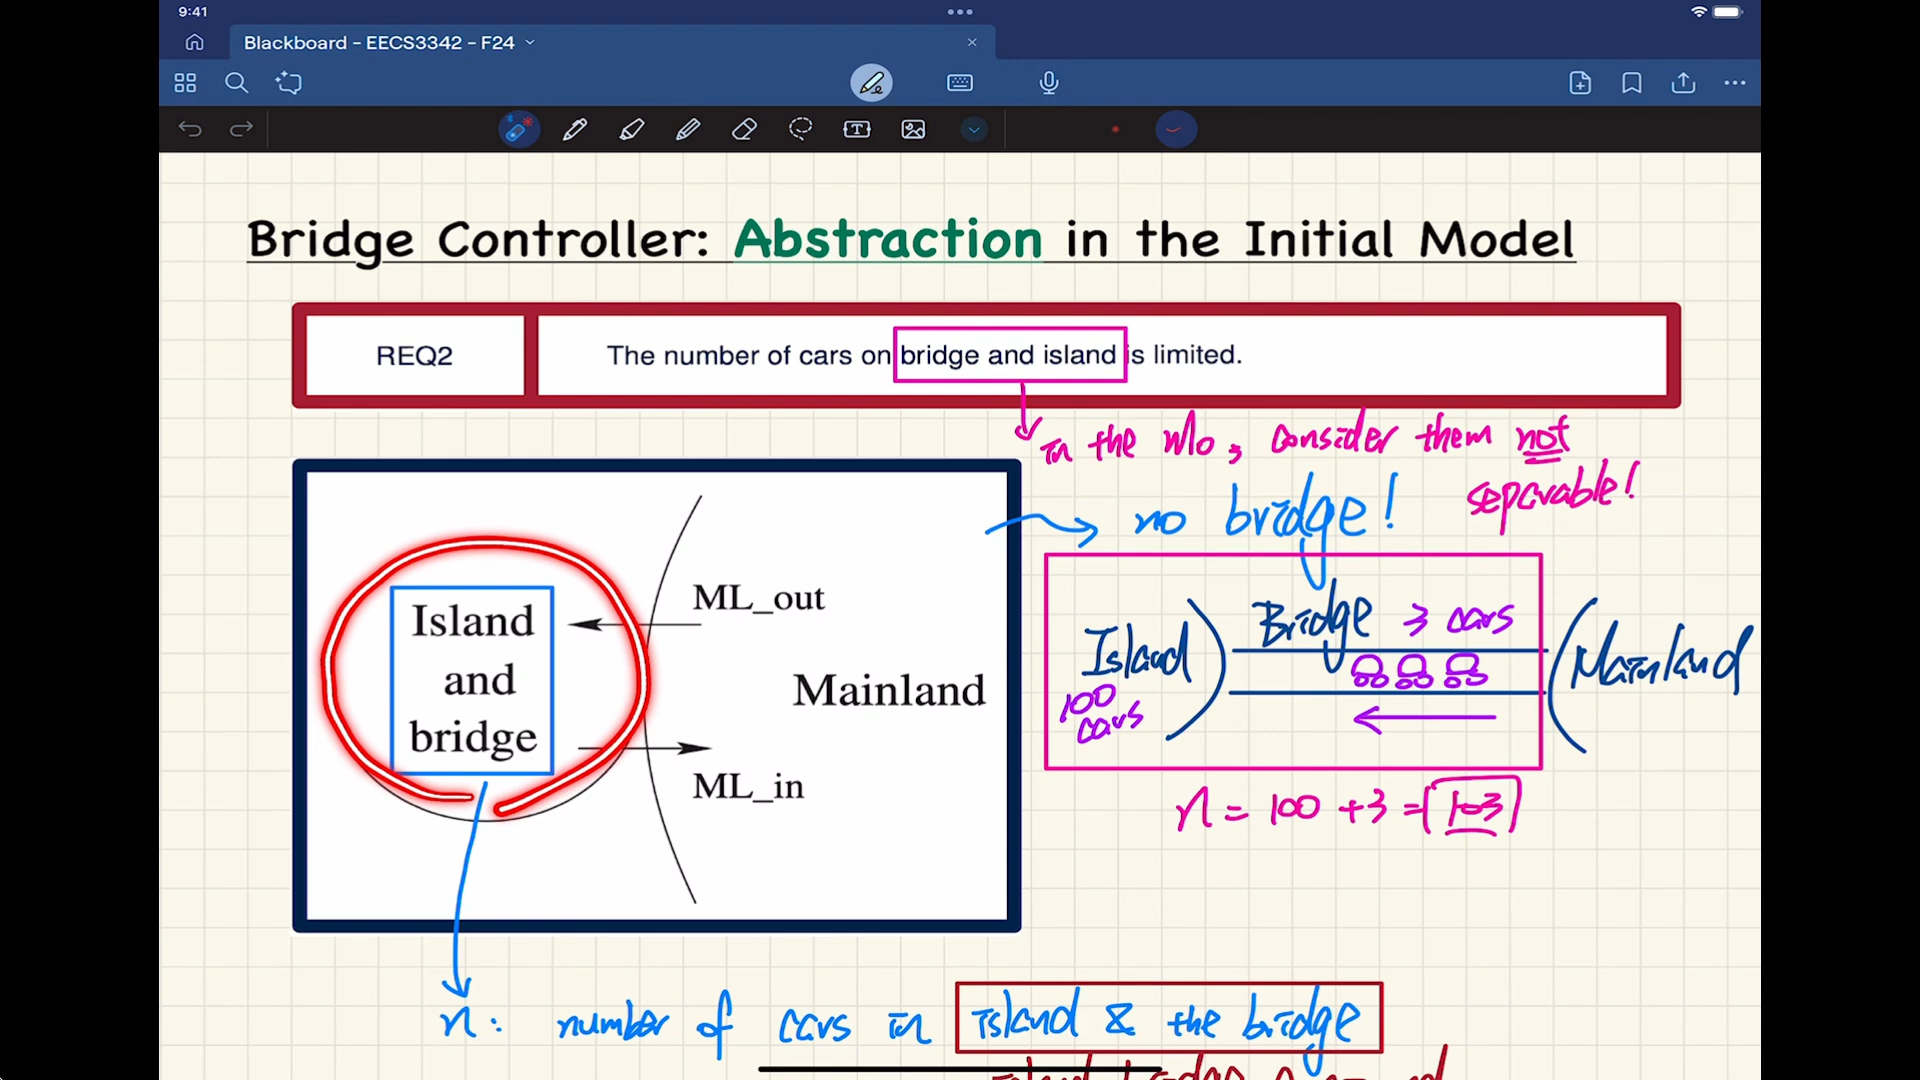 9:41
Blackboard - EECS3342 - F24
Bridge Controller: Abstraction in the Initial Model
REQ2
The number of cars on bridge and island is limited.
in the m0, consider them not
separable!
no bridge!
Island
and
bridge
ML_out
Mainland
ML_in
Island
100
cars
Bridge 3 cars
Mainland
n = 100 + 3 = 103
n: number of cars in island & the bridge